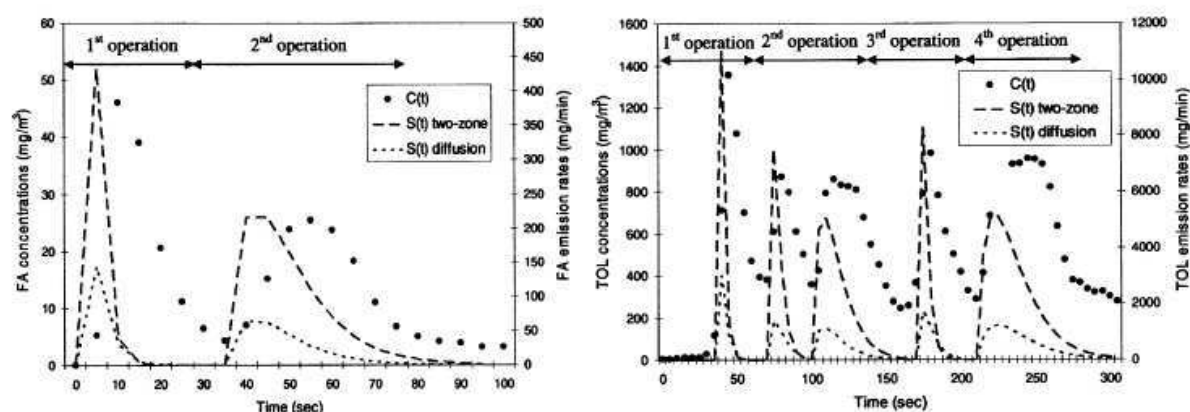 60
50
40
30
20
10
0
FA concentrations (mg/m³)
1st operation
2nd operation
C(t)
S(t) two-zone
S(t) diffusion
500
450
400
350
300
250
200
150
100
50
0
FA emission rates (mg/min)
0 10 20 30 40 50 60 70 80 90 100
Time (sec)
1600
1400
1200
1000
800
600
400
200
0
TOL concentrations (mg/m³)
1st operation
2nd operation
3rd operation
4th operation
C(t)
S(t) two-zone
S(t) diffusion
12000
10000
8000
6000
4000
2000
0
TOL emission rates (mg/min)
0 50 100 150 200 250 300
Time (sec)